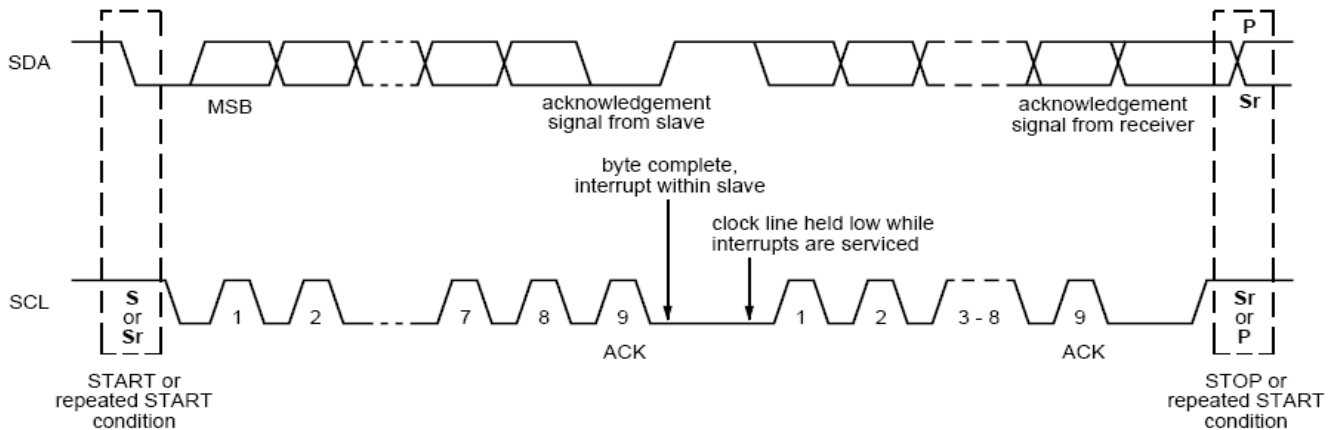 P
SDA
MSB
acknowledgement
signal from slave
acknowledgement
signal from receiver
Sr
byte complete,
interrupt within slave
clock line held low while
interrupts are serviced
SCL
S
or
Sr
1
2
7
8
9
1
2
3 - 8
9
Sr
or
P
ACK
ACK
START or
repeated START
condition
STOP or
repeated START
condition